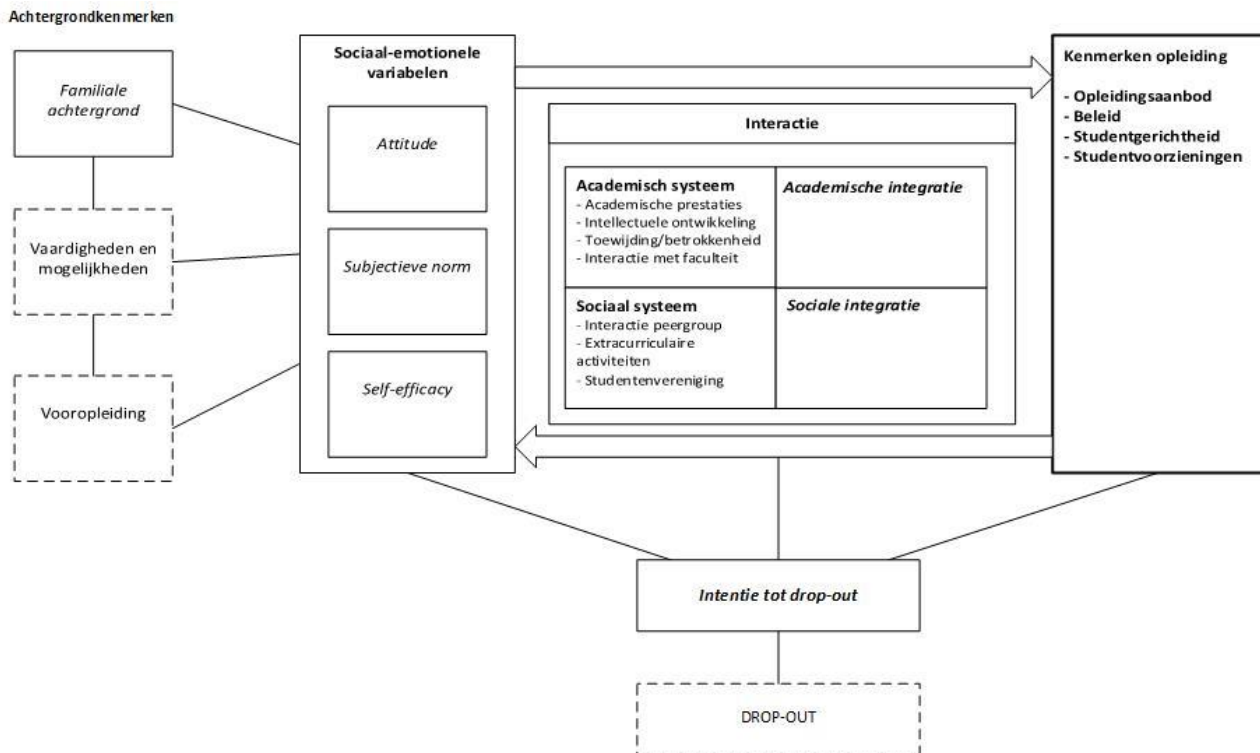 Achtergrondkenmerken
Familiale
achtergrond
Vaardigheden en
mogelijkheden
Vooropleiding
Sociaal-emotionele
variabelen
Attitude
Subjectieve norm
Self-efficacy
Interactie
Academisch systeem
- Academische prestaties
- Intellectuele ontwikkeling
- Toewijding/betrokkenheid
- Interactie met faculteit
Academische integratie
Sociaal systeem
- Interactie peergroup
- Extracurriculaire
activiteiten
- Studentenvereniging
Sociale integratie
Kenmerken opleiding
- Opleidingsaanbod
- Beleid
- Studentgerichtheid
- Studentvoorzieningen
Intentie tot drop-out
DROP-OUT